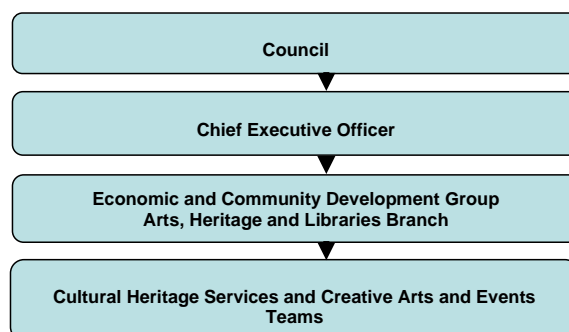 Council
Chief Executive Officer
Economic and Community Development Group
Arts, Heritage and Libraries Branch
Cultural Heritage Services and Creative Arts and Events
Teams